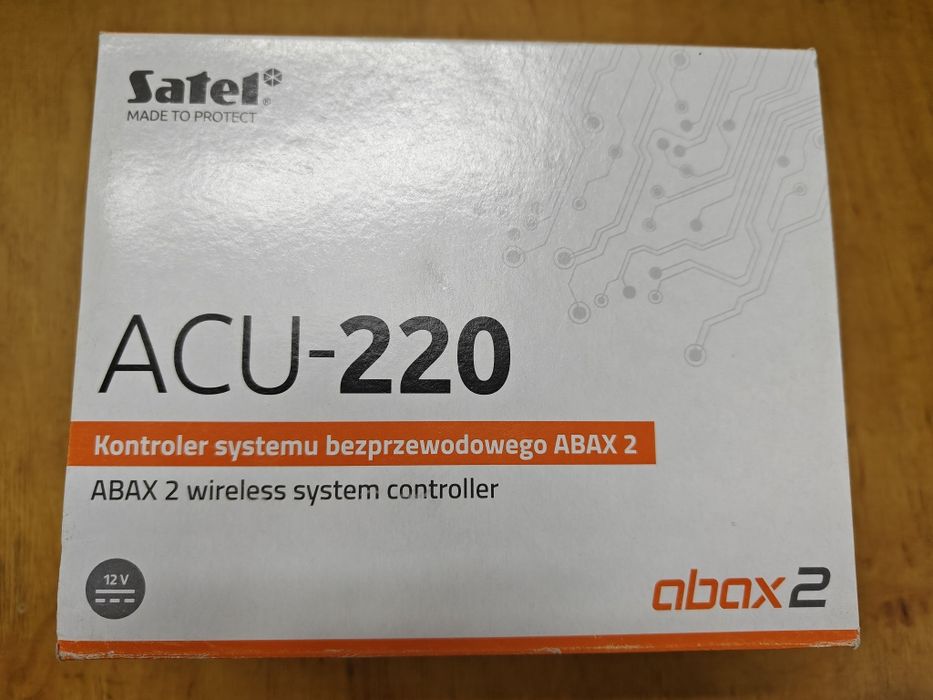 Satel®
MADE TO PROTECT
ACU-220
Kontroler systemu bezprzewodowego ABAX 2
ABAX 2 wireless system controller
12 V
abax2